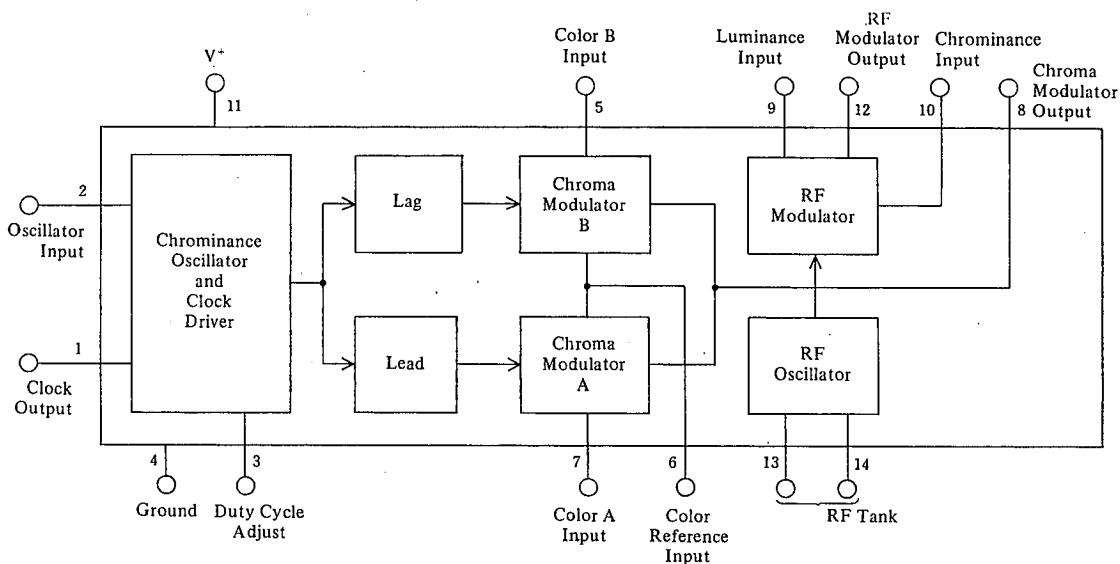 V+
11
Color B
Input
5
Luminance
Input
9
RF
Modulator
Output
12
Chrominance
Input
10
Chroma
Modulator
Output
8
2
Oscillator
Input
1
Clock
Output
Chrominance
Oscillator
and
Clock
Driver
Lag
Lead
Chroma
Modulator
B
Chroma
Modulator
A
RF
Modulator
RF
Oscillator
4
Ground
3
Duty Cycle
Adjust
7
Color A
Input
6
Color
Reference
Input
13
14
RF Tank